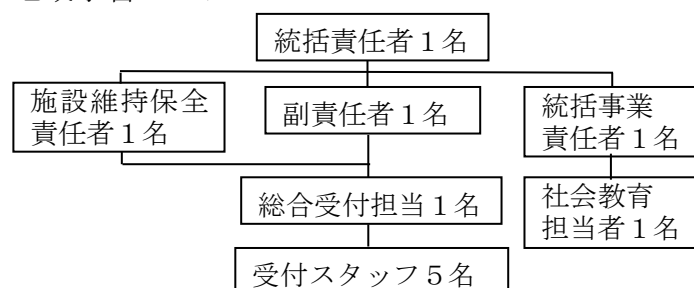 統括責任者１名
施設維持保全
責任者１名
副責任者１名
統括事業
責任者１名
総合受付担当１名
社会教育
担当者１名
受付スタッフ５名